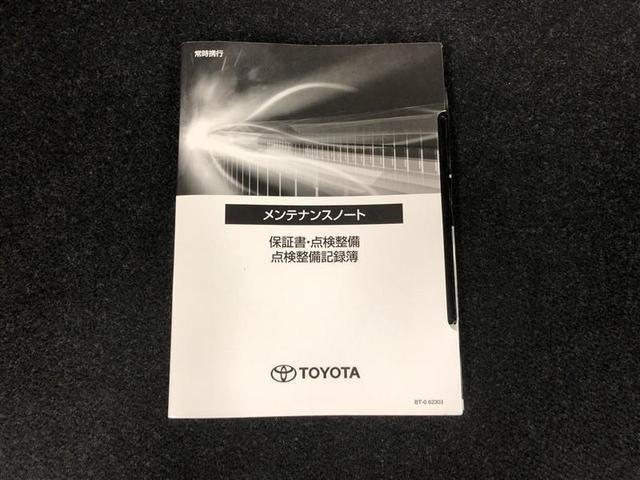 常時携行
メンテナンスノート
保証書・点検整備
点検整備記録簿
TOYOTA
BT-0 62303